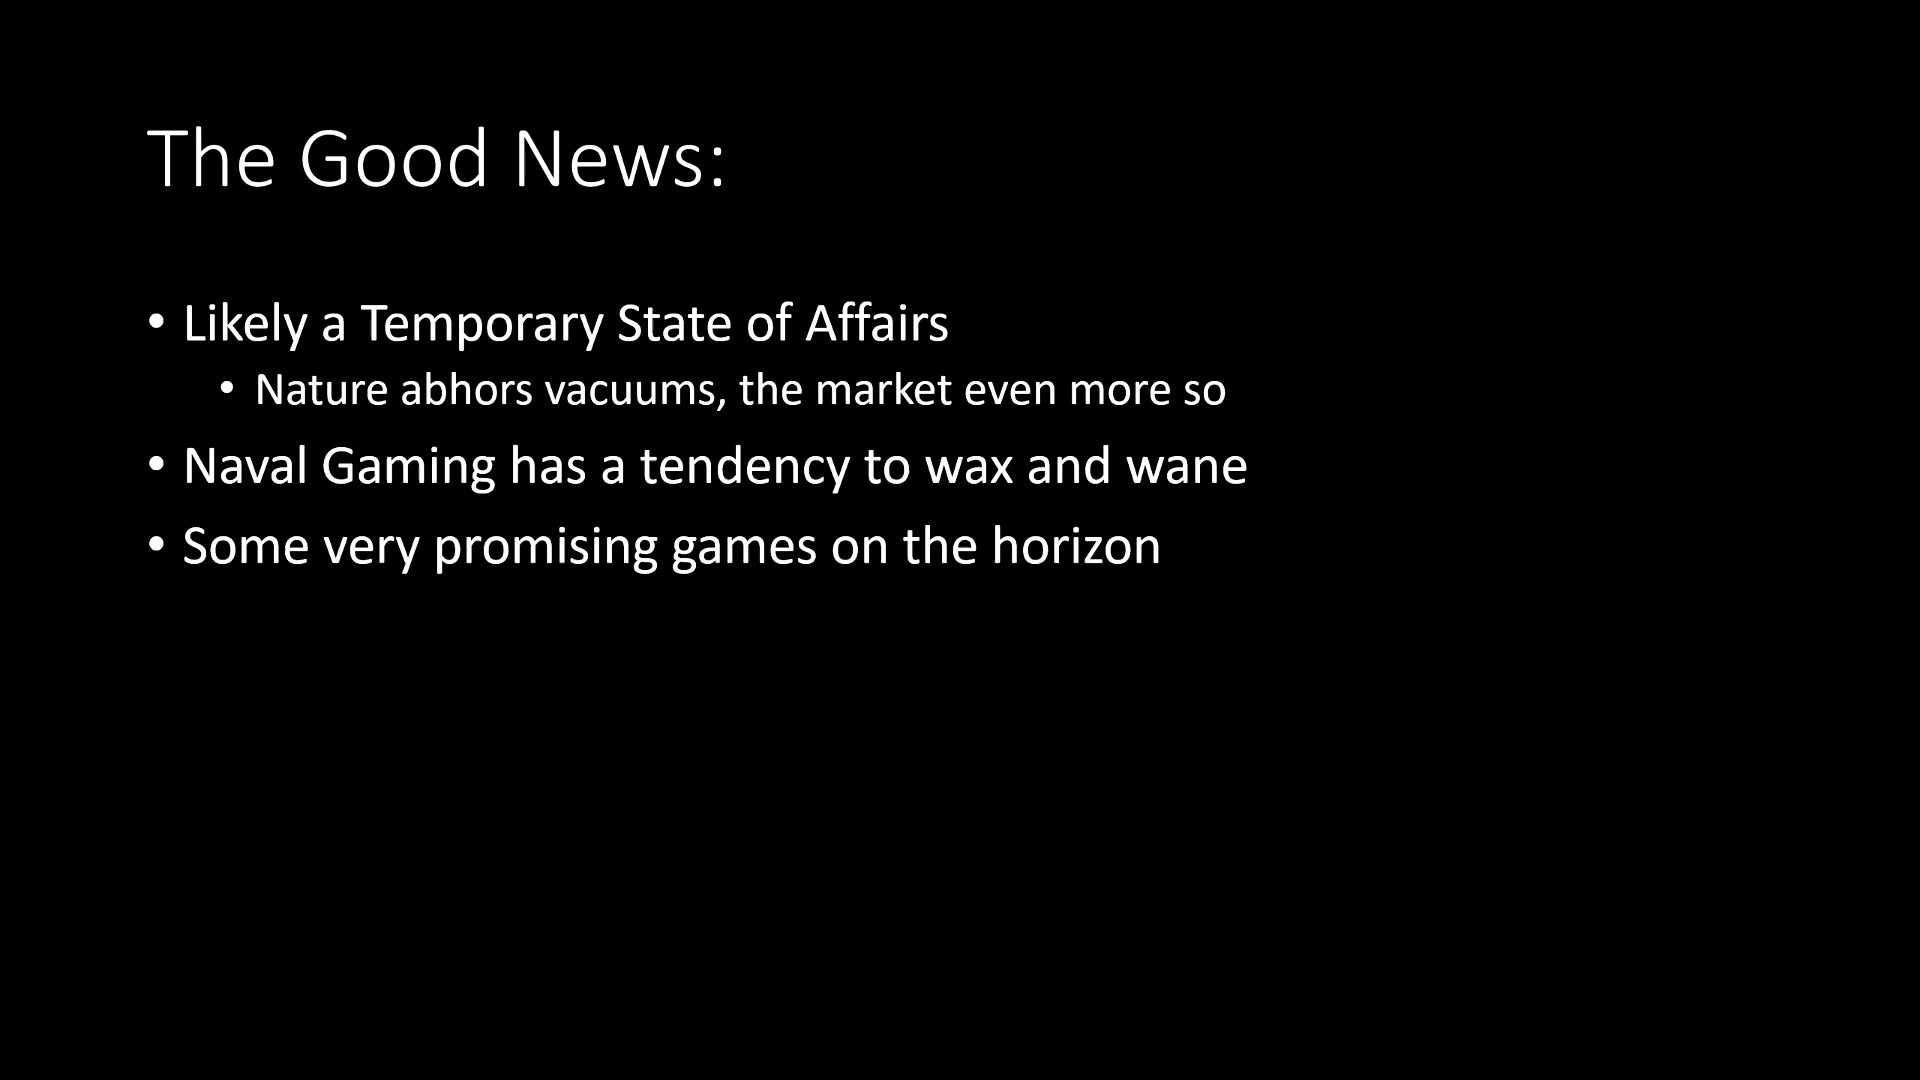 The Good News:
• Likely a Temporary State of Affairs
• Nature abhors vacuums, the market even more so
• Naval Gaming has a tendency to wax and wane
• Some very promising games on the horizon